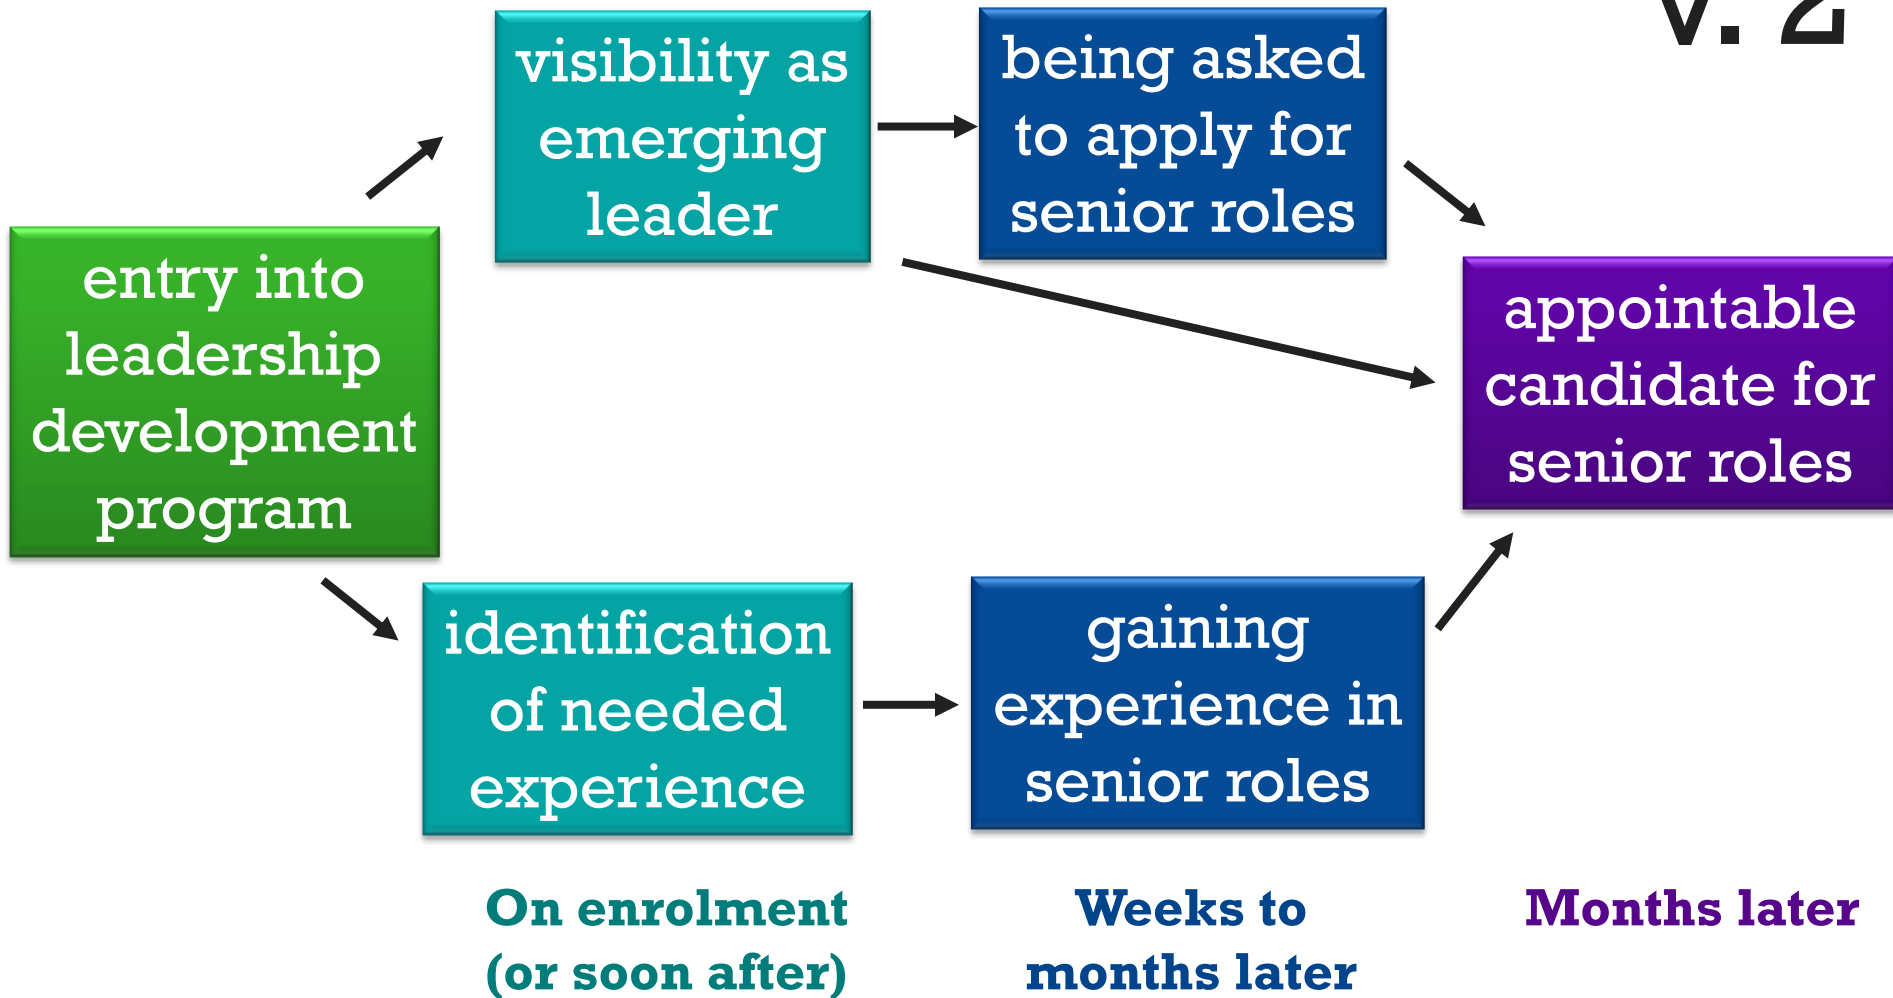 v. 2
visibility as
emerging
leader
being asked
to apply for
senior roles
entry into
leadership
development
program
appointable
candidate for
senior roles
identification
of needed
experience
gaining
experience in
senior roles
On enrolment
(or soon after)
Weeks to
months later
Months later